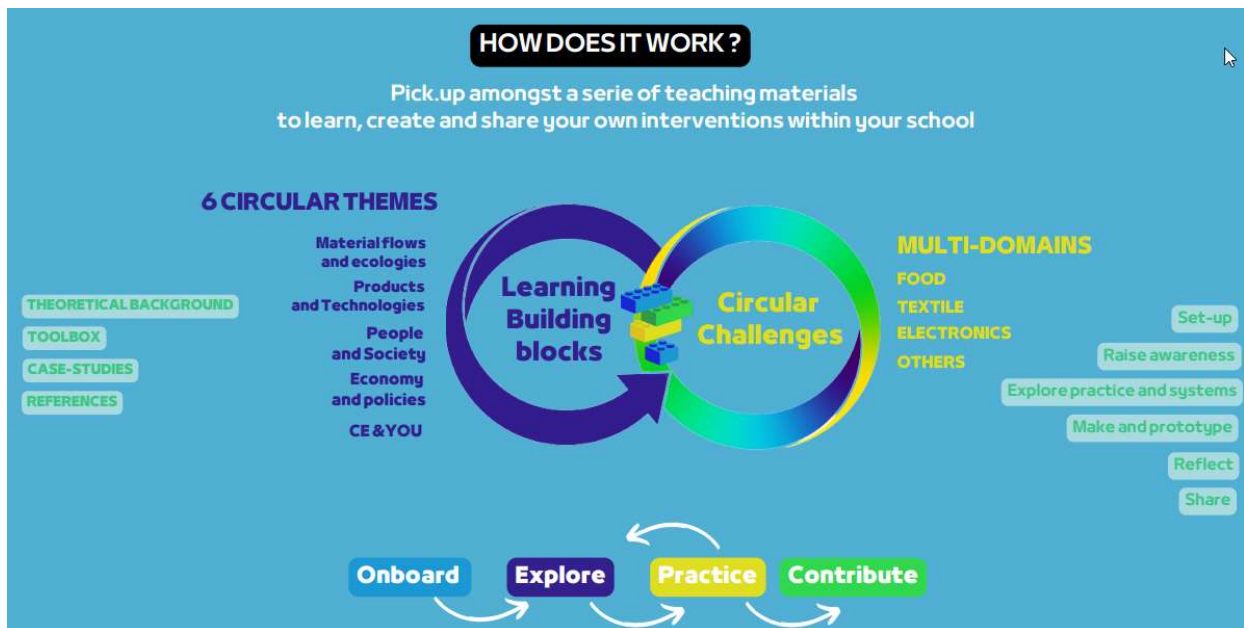 HOW DOES IT WORK ?
Pick.up amongst a serie of teaching materials
to learn, create and share your own interventions within your school
6 CIRCULAR THEMES
Material flows
and ecologies
Products
and Technologies
People
and Society
Economy
and policies
CE & YOU
THEORETICAL BACKGROUND
TOOLBOX
CASE-STUDIES
REFERENCES
Learning
Building
blocks
Circular
Challenges
MULTI-DOMAINS
FOOD
TEXTILE
ELECTRONICS
OTHERS
Set-up
Raise awareness
Explore practice and systems
Make and prototype
Reflect
Share
Onboard
Explore
Practice
Contribute